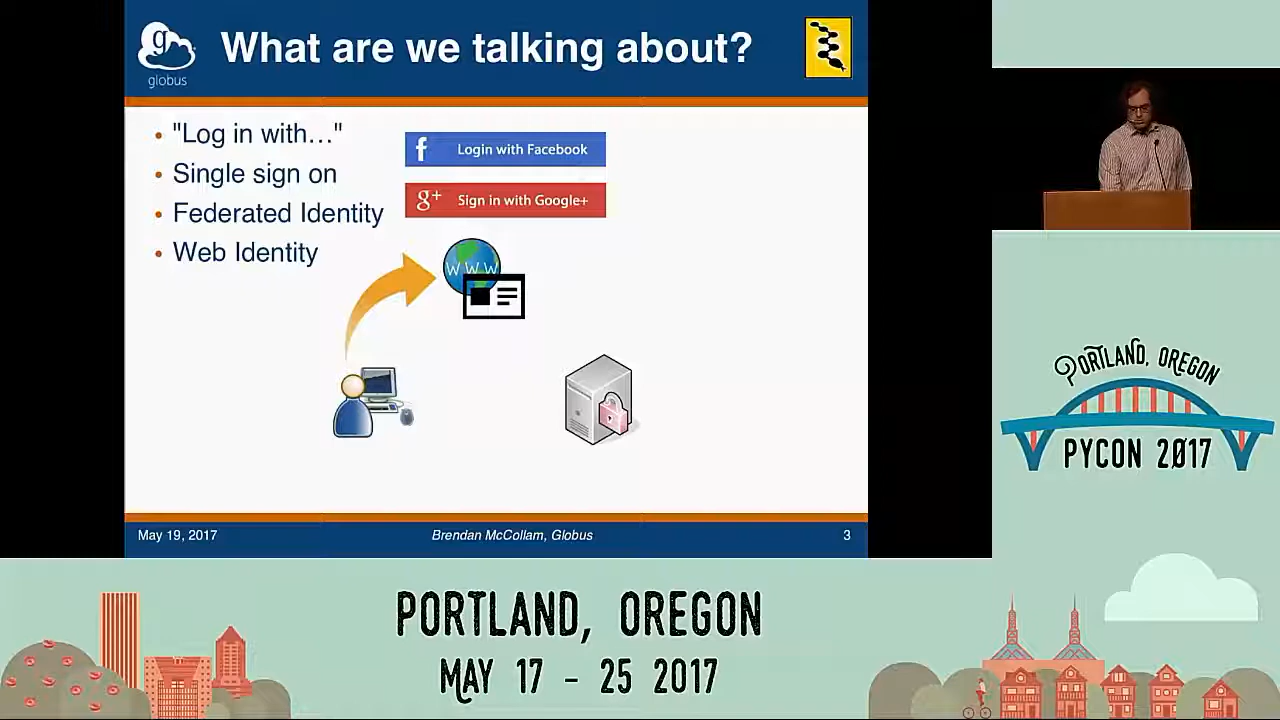 globus
What are we talking about?
• "Log in with…"
• Single sign on
• Federated Identity
• Web Identity
f Login with Facebook
g+ Sign in with Google+
WWW
May 19, 2017
Brendan McCollam, Globus
3
PORTLAND, OREGON
PYCON 2017
PORTLAND, OREGON
MAY 17 - 25 2017